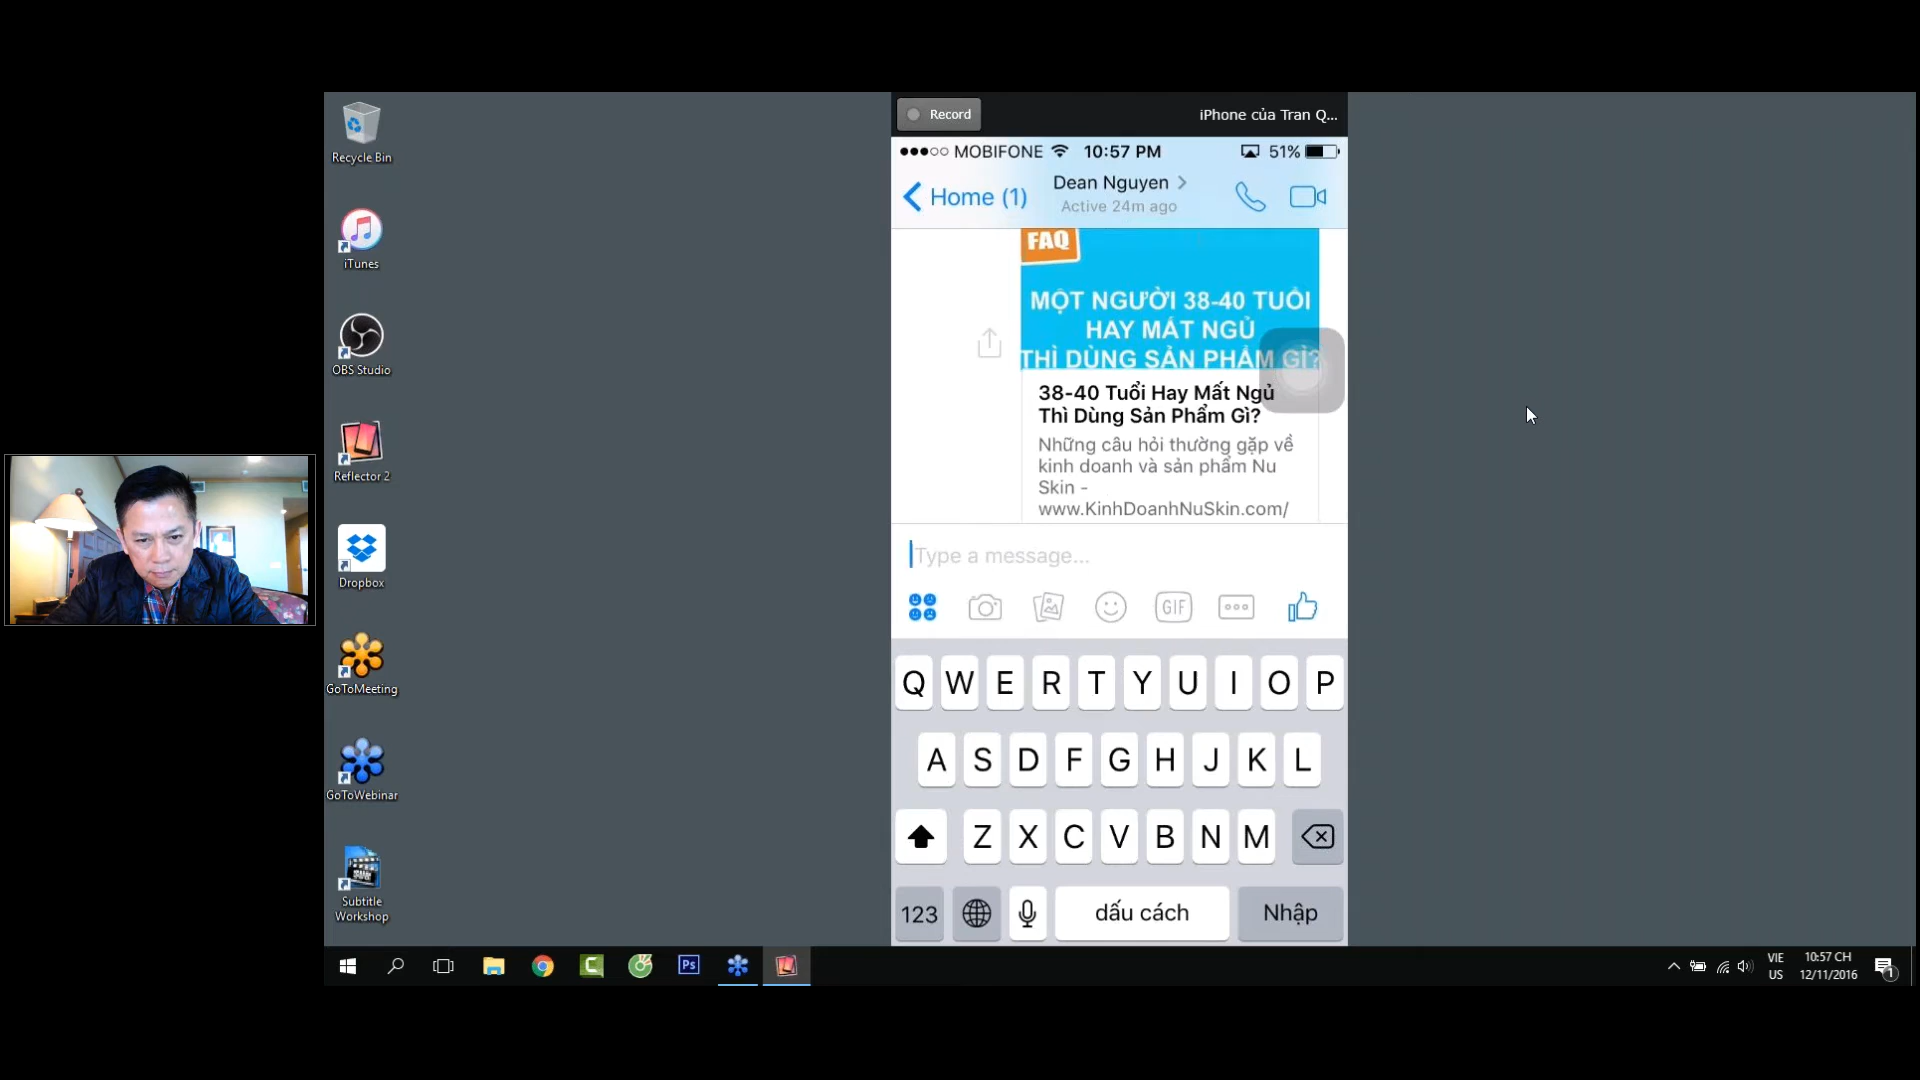 Recycle Bin
iTunes
OBS Studio
Reflector 2
Dropbox
GoToMeeting
GoToWebinar
Subtitle
Workshop
Record
iPhone của Tran Q...
MOBIFONE 10:57 PM 51%
Home (1)
Dean Nguyen
Active 24m ago
FAQ
MỘT NGƯỜI 38-40 TUỔI
HAY MẤT NGỦ
THÌ DÙNG SẢN PHẨM GÌ?
38-40 Tuổi Hay Mất Ngủ
Thì Dùng Sản Phẩm Gì?
Những câu hỏi thường gặp về
kinh doanh và sản phẩm Nu
Skin -
www.KinhDoanhNuSkin.com/
Type a message...
GIF
Q W E R T Y U I O P
A S D F G H J K L
Z X C V B N M
123 dấu cách Nhập
Ps
VIE
US
10:57 CH
12/11/2016
1